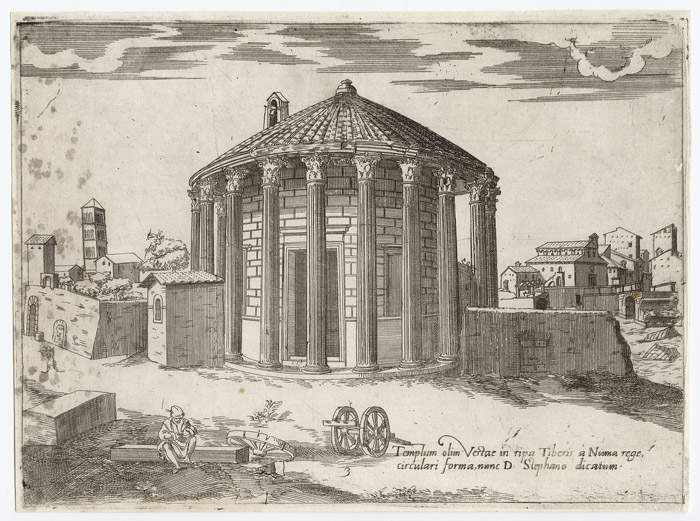 Templum olim Vestae in ripa Tiberis a Numa rege,
circulari forma, nunc D. Stephano dicatum.
3